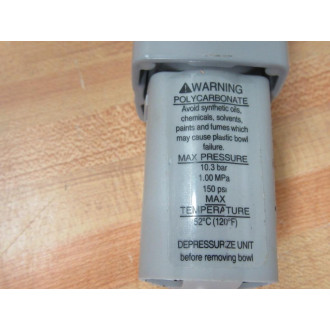 ⚠WARNING
POLYCARBONATE
Avoid synthetic oils,
chemicals, solvents,
paints and fumes which
may cause plastic bowl
failure.
MAX PRESSURE
10.3 bar
1.00 MPa
150 psi
MAX
TEMPERATURE
52°C (120°F)
DEPRESSURIZE UNIT
before removing bowl